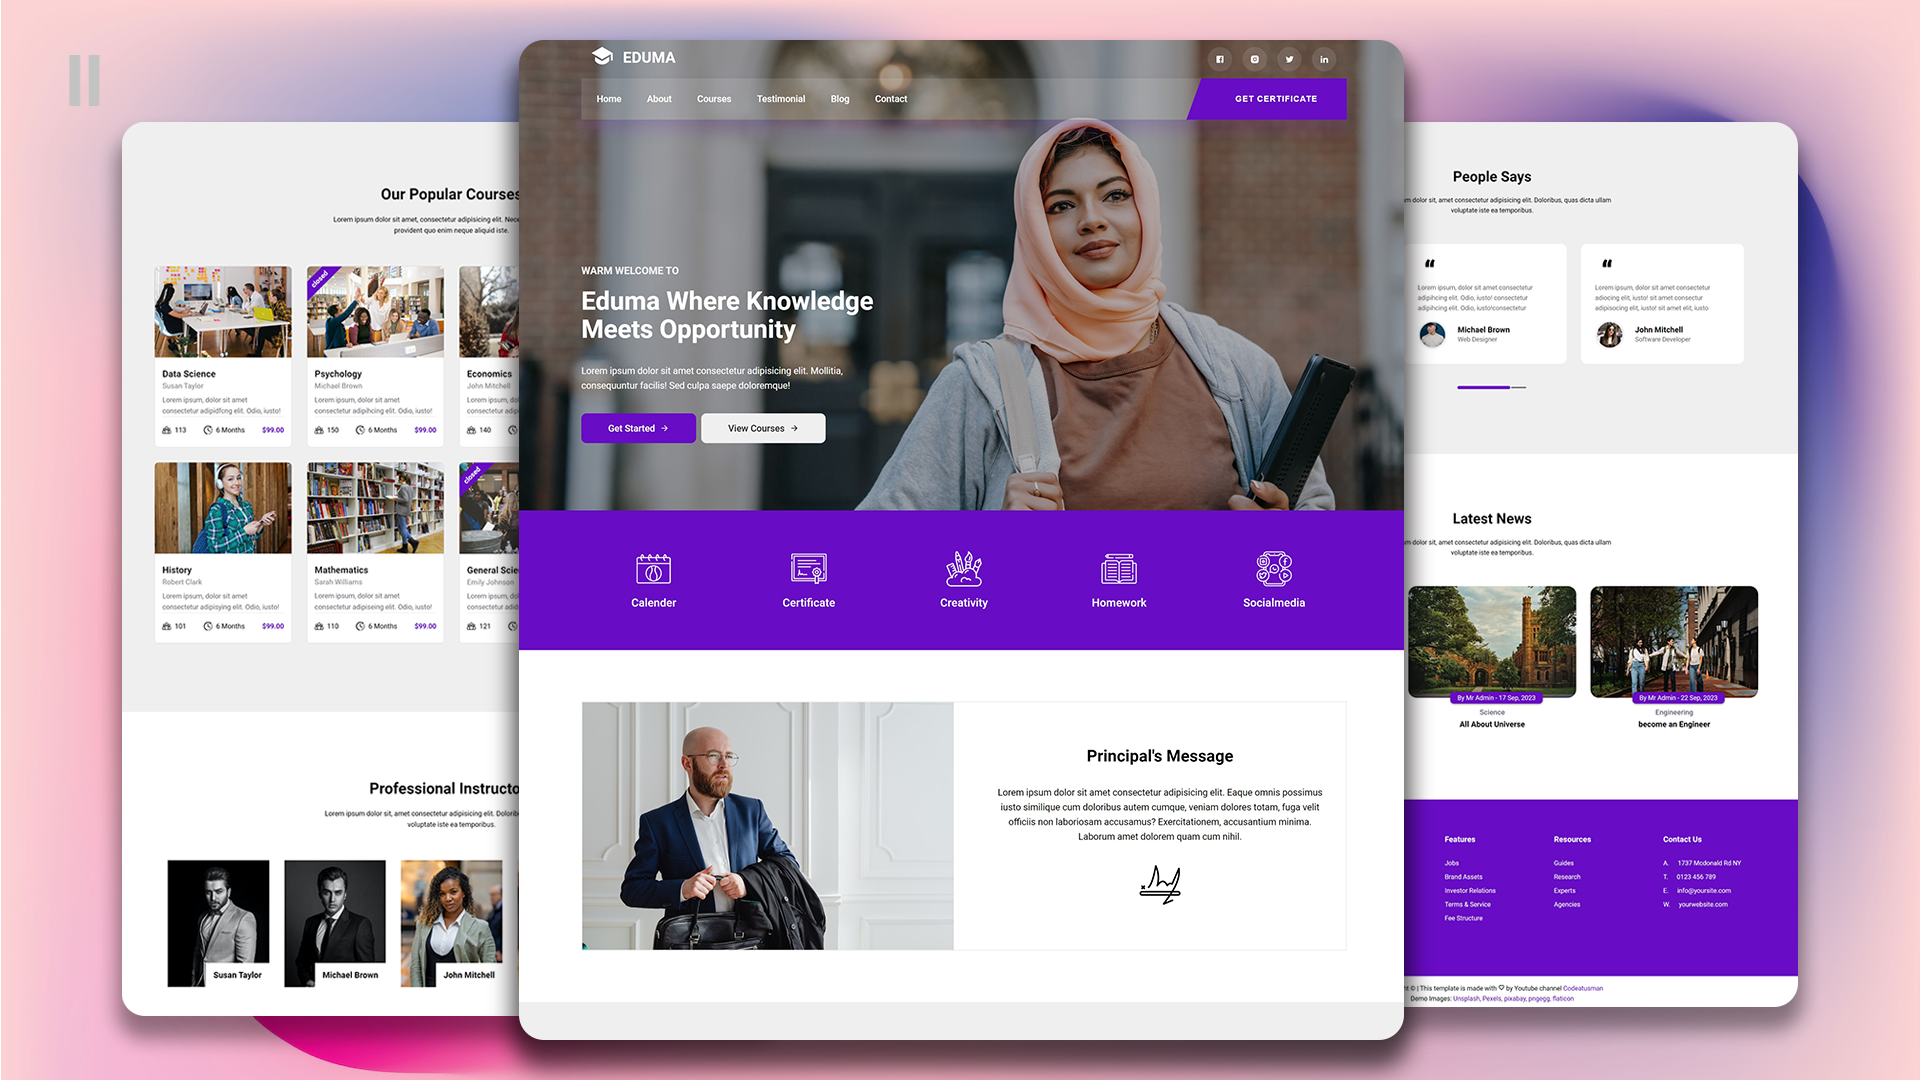 EDUMA
Home About Courses Testimonial Blog Contact
GET CERTIFICATE
WARM WELCOME TO
Eduma Where Knowledge
Meets Opportunity
Lorem ipsum dolor sit amet consectetur adipisicing elit. Mollitia,
consequuntur facilis! Sed culpa saepe doloremque!
Get Started → View Courses →
Calender Certificate Creativity Homework Socialmedia
Principal's Message
Lorem ipsum dolor sit amet consectetur adipisicing elit. Eaque omnis possimus
iusto similique cum doloribus autem cumque, veniam dolores totam, fuga velit
officiis non laboriosam accusamus? Exercitationem, accusantium minima.
Laborum amet dolorem quam cum nihil.
Our Popular Courses
Lorem ipsum dolor sit amet, consectetur adipisicing elit.
provident quo enim neque aliquid iste.
closed
Data Science
Susan Taylor
Lorem ipsum, dolor sit amet
consectetur Odio, iusto!
113 6 Months $99.00
Psychology
Michael Brown
Lorem ipsum, dolor sit amet
consectetur adipihcing elit. Odio, iusto!
150 6 Months $99.00
Economics
John Mitchell
Lorem ipsum,
consectetur
140
History
Robert Clark
Lorem ipsum, dolor sit amet
consectetur adipisying elit. Odio, iusto!
101 6 Months $99.00
Mathematics
Sarah Williams
Lorem ipsum, dolor sit amet
consectetur adipiseing elit. Odio, iusto!
110 6 Months $99.00
closed
General
Emily Johnson
Lorem ipsum,
consectetur
121
Professional
Lorem ipsum dolor sit amet, consectetur adipisicing elit.
voluptate iste ea temporibus.
Susan Taylor Michael Brown John Mitchell
People Says
dolor sit, amet consectetur adipisicing elit. Doloribus, quas dicta ullam
voluptate iste ea temporibus.
“
Lorem ipsum, dolor sit amet consectetur
adipihcing elit. Odio, iusto! consectetur
adipihcing elit. Odio, iusto!consectetur
Michael Brown
Web Designer
“
Lorem ipsum, dolor sit amet consectetur
adiocing elit, iusto! sit amet consectur
adipisocing elit, iusto! sit amet elit, iusto
John Mitchell
Software Developer
Latest News
dolor sit, amet consectetur adipisicing elit. Doloribus, quas dicta ullam
voluptate iste ea temporibus.
By Mr Admin - 17 Sep, 2023
Science
All About Universe
By Mr Admin - 22 Sep, 2023
Engineering
become an Engineer
Features
Jobs
Brand Assets
Investor Relations
Terms & Service
Fee Structure
Resources
Guides
Research
Experts
Agencies
Contact Us
A. 1737 Mcdonald Rd NY
T. 0123 456 789
E. info@yoursite.com
W. yourwebsite.com
© | This template is made with ♡ by Youtube channel Codeatusman
Demo Images: Unsplash, Pexels, pixabay, pngegg, flaticon